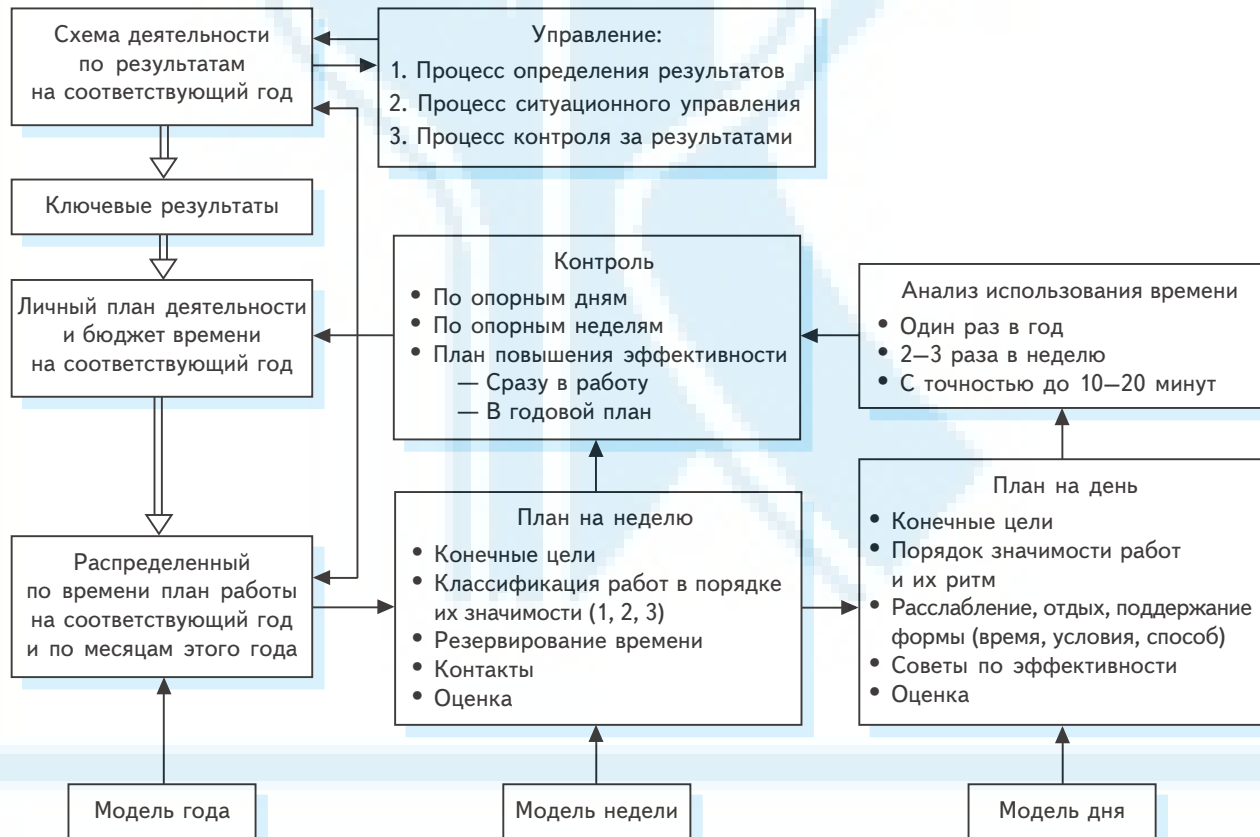 Схема деятельности
по результатам
на соответствующий год
Управление:
1. Процесс определения результатов
2. Процесс ситуационного управления
3. Процесс контроля за результатами
Ключевые результаты
Личный план деятельности
и бюджет времени
на соответствующий год
Контроль
• По опорным дням
• По опорным неделям
• План повышения эффективности
— Сразу в работу
— В годовой план
Анализ использования времени
• Один раз в год
• 2—3 раза в неделю
• С точностью до 10—20 минут
Распределенный
по времени план работы
на соответствующий год
и по месяцам этого года
План на неделю
• Конечные цели
• Классификация работ в порядке
их значимости (1, 2, 3)
• Резервирование времени
• Контакты
• Оценка
План на день
• Конечные цели
• Порядок значимости работ
и их ритм
• Расслабление, отдых, поддержание
формы (время, условия, способ)
• Советы по эффективности
• Оценка
Модель года
Модель недели
Модель дня